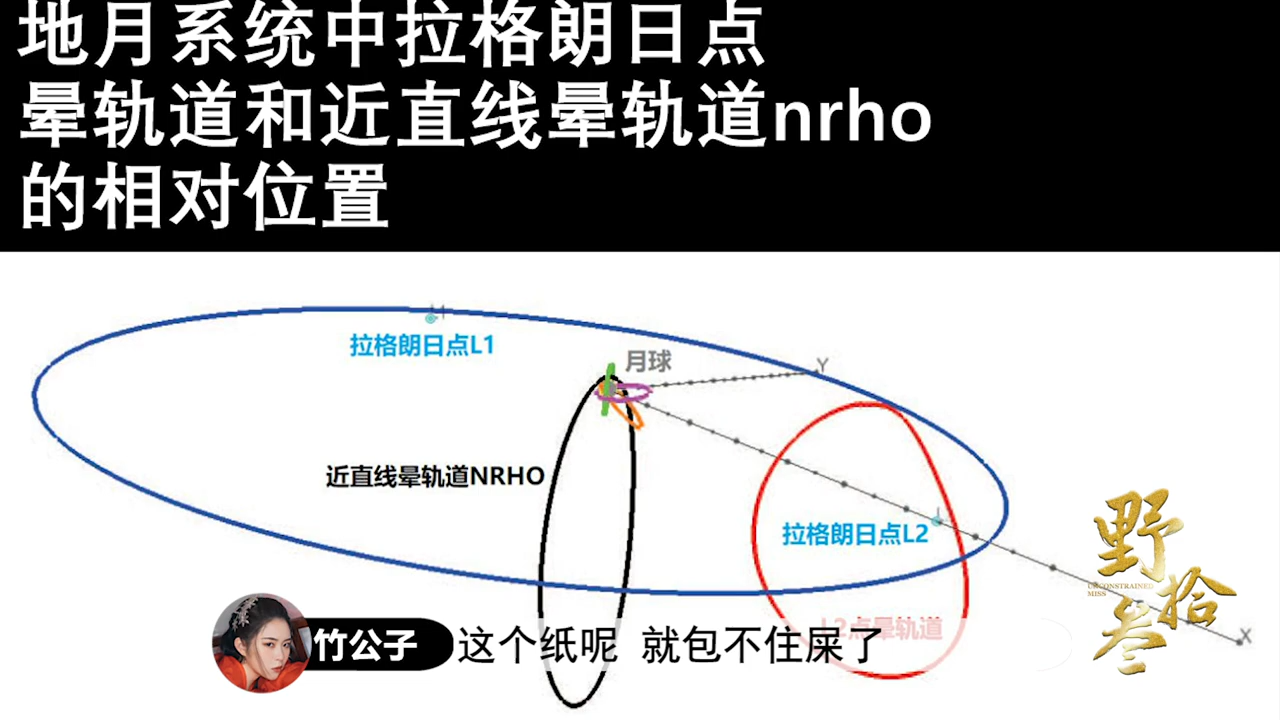 地月系统中拉格朗日点
晕轨道和近直线晕轨道nrho
的相对位置
拉格朗日点L1
月球
Y
近直线晕轨道NRHO
拉格朗日点L2
L2点晕轨道
X
野拾叁
UNCONSTRAINED
MISS
竹公子
这个纸呢 就包不住屎了